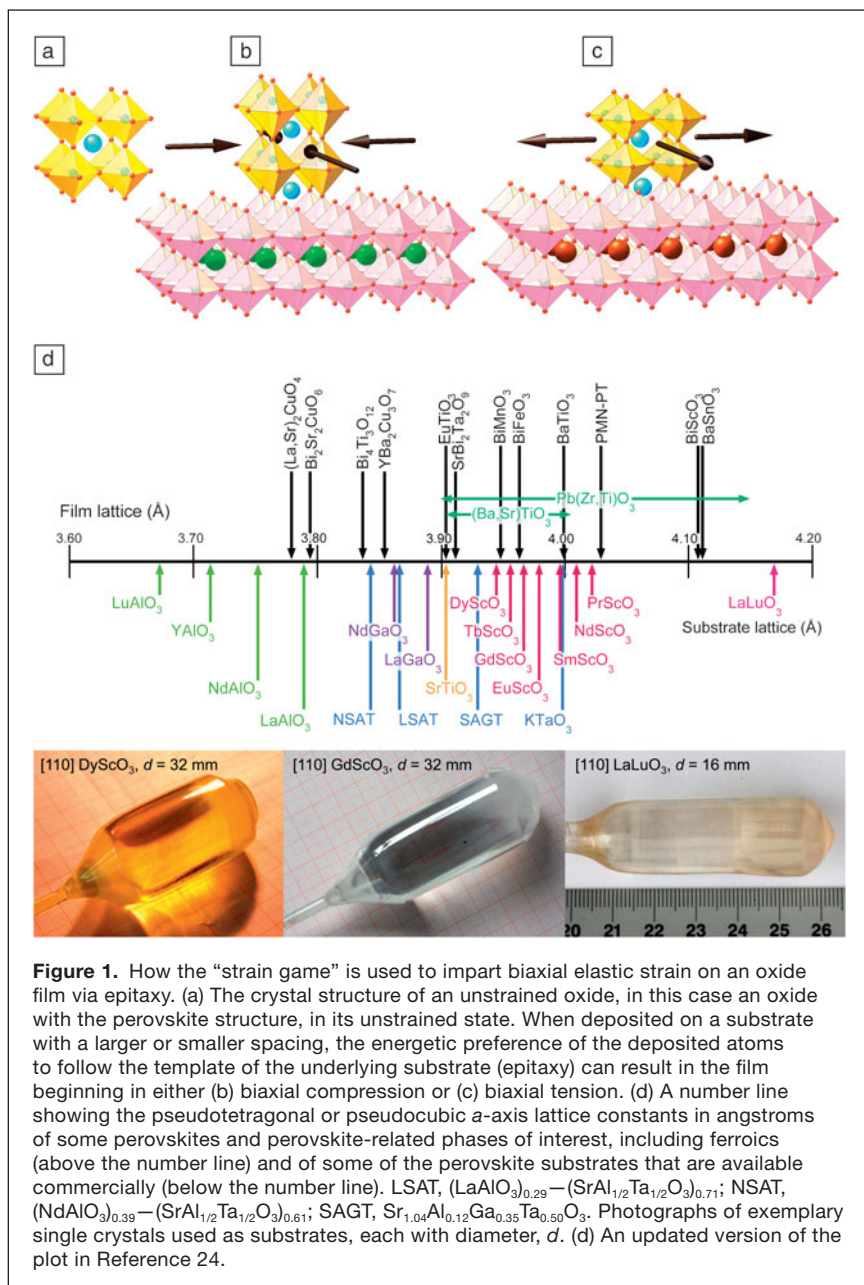 a
b
c
d
(La,Sr)₂CuO₄
Bi₂Sr₂CuO₆
Bi₄Ti₃O₁₂
YBa₂Cu₃O₇
EuTiO₃
SrBi₂Ta₂O₉
BiMnO₃
BiFeO₃
BaTiO₃
PMN-PT
BiScO₃
BaSnO₃
Pb(Zr,Ti)O₃
(Ba,Sr)TiO₃
Film lattice (Å)
3.60 3.70 3.80 3.90 4.00 4.10 4.20
LuAlO₃ DyScO₃ PrScO₃ LaLuO₃
YAlO₃ NdGaO₃ TbScO₃ NdScO₃ Substrate lattice (Å)
NdAlO₃ LaGaO₃ GdScO₃ SmScO₃
SrTiO₃ EuScO₃
LaAlO₃ NSAT LSAT SAGT KTaO₃
[110] DyScO₃, d = 32 mm
[110] GdScO₃, d = 32 mm
[110] LaLuO₃, d = 16 mm
20 21 22 23 24 25 26
Figure 1. How the “strain game” is used to impart biaxial elastic strain on an oxide
film via epitaxy. (a) The crystal structure of an unstrained oxide, in this case an oxide
with the perovskite structure, in its unstrained state. When deposited on a substrate
with a larger or smaller spacing, the energetic preference of the deposited atoms
to follow the template of the underlying substrate (epitaxy) can result in the film
beginning in either (b) biaxial compression or (c) biaxial tension. (d) A number line
showing the pseudotetragonal or pseudocubic a-axis lattice constants in angstroms
of some perovskites and perovskite-related phases of interest, including ferroics
(above the number line) and of some of the perovskite substrates that are available
commercially (below the number line). LSAT, (LaAlO₃)₀.₂₉—(SrAl₁/₂Ta₁/₂O₃)₀.₇₁; NSAT,
(NdAlO₃)₀.₃₉—(SrAl₁/₂Ta₁/₂O₃)₀.₆₁; SAGT, Sr₁.₀₄Al₀.₁₂Ga₀.₃₅Ta₀.₅₀O₃. Photographs of exemplary
single crystals used as substrates, each with diameter, d. (d) An updated version of the
plot in Reference 24.